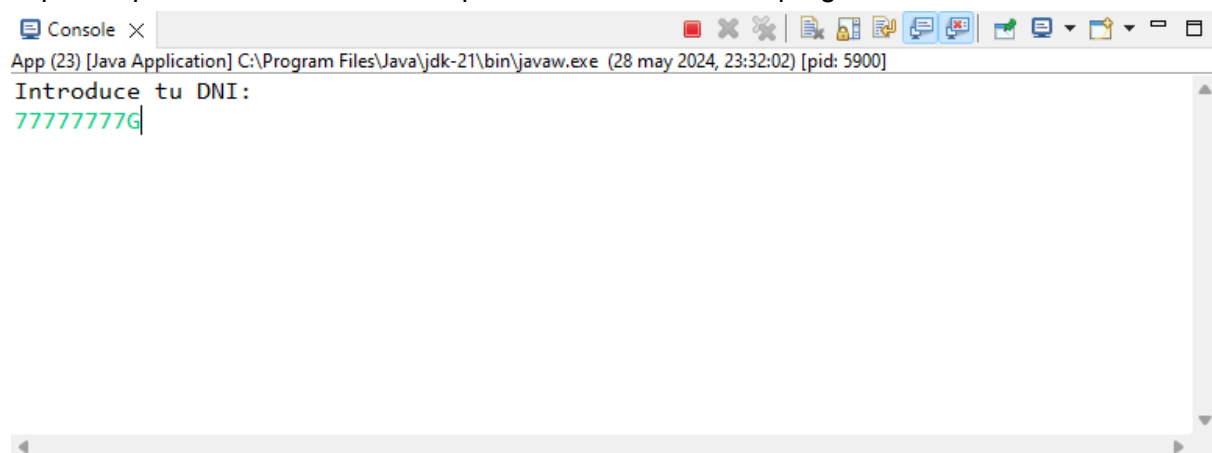 Console
App (23) [Java Application] C:\Program Files\Java\jdk-21\bin\javaw.exe (28 may 2024, 23:32:02) [pid: 5900]
Introduce tu DNI:
77777777G